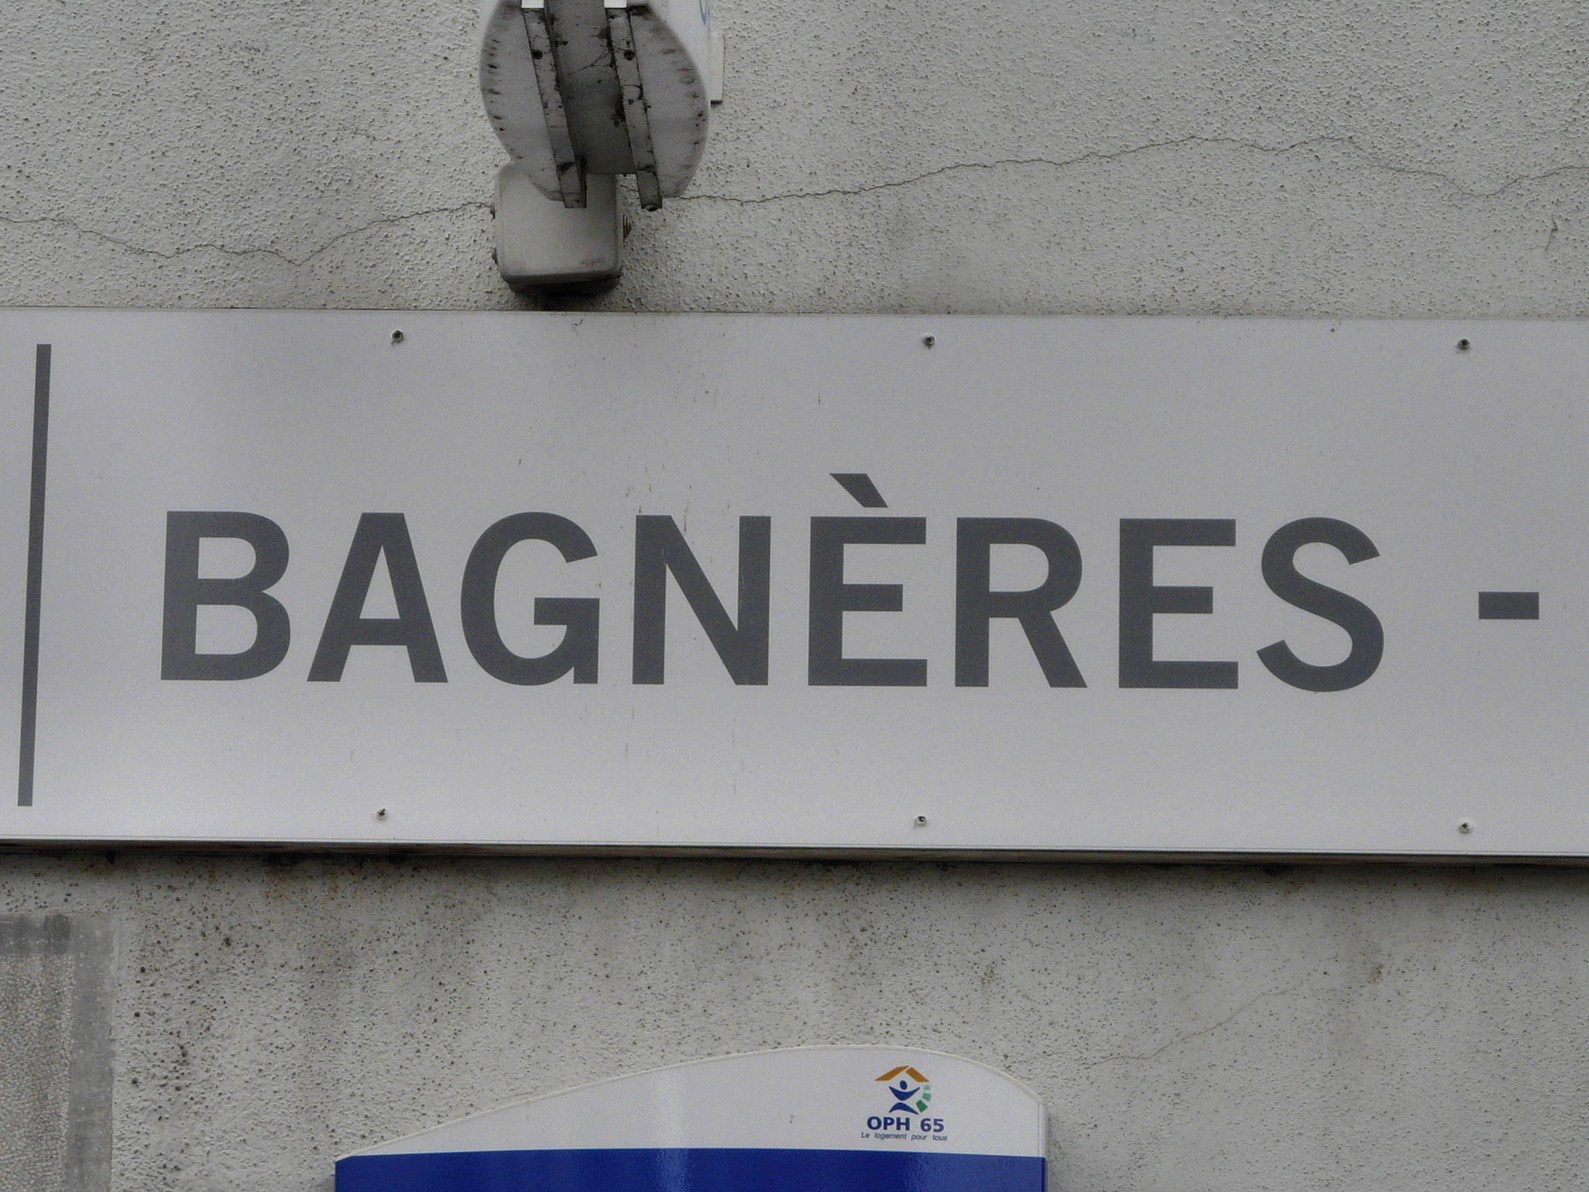 BAGNÈRES -
OPH 65
Le logement pour tous